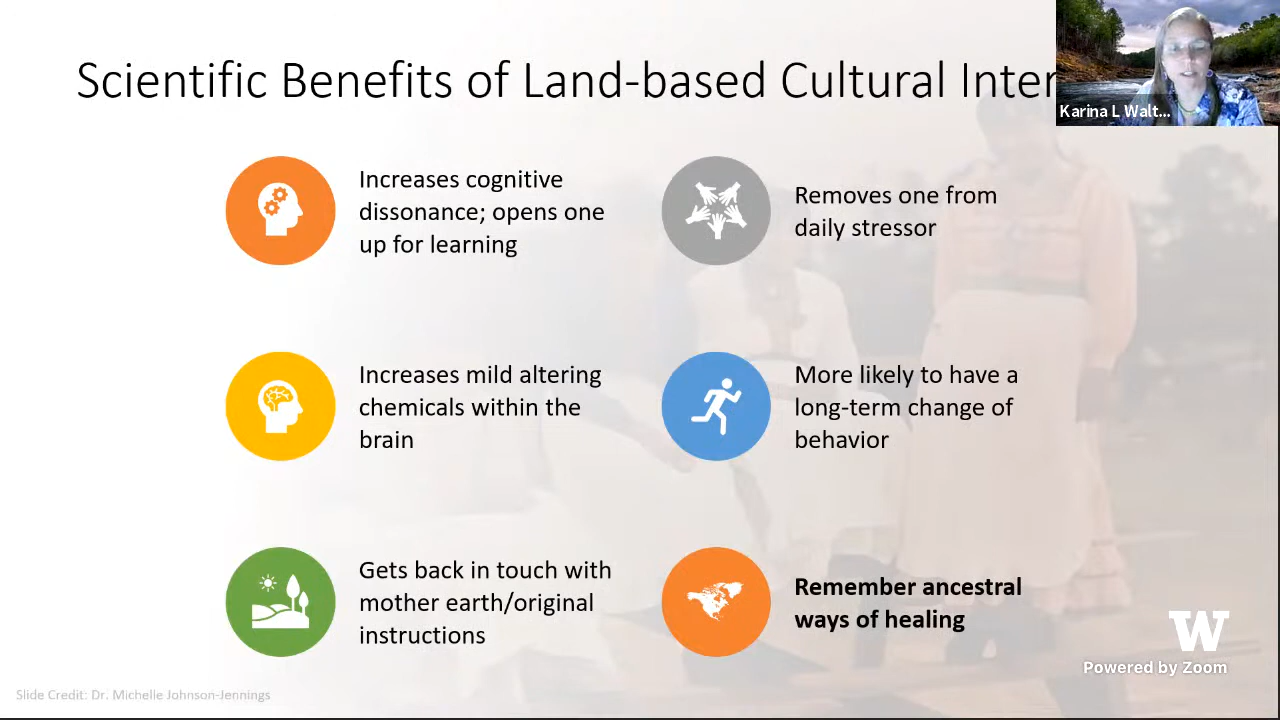 Scientific Benefits of Land-based Cultural Inter
Karina L Walt...
Increases cognitive
dissonance; opens one
up for learning
Removes one from
daily stressor
Increases mild altering
chemicals within the
brain
More likely to have a
long-term change of
behavior
Gets back in touch with
mother earth/original
instructions
Remember ancestral
ways of healing
W
Powered by Zoom
Slide Credit: Dr. Michelle Johnson-Jennings